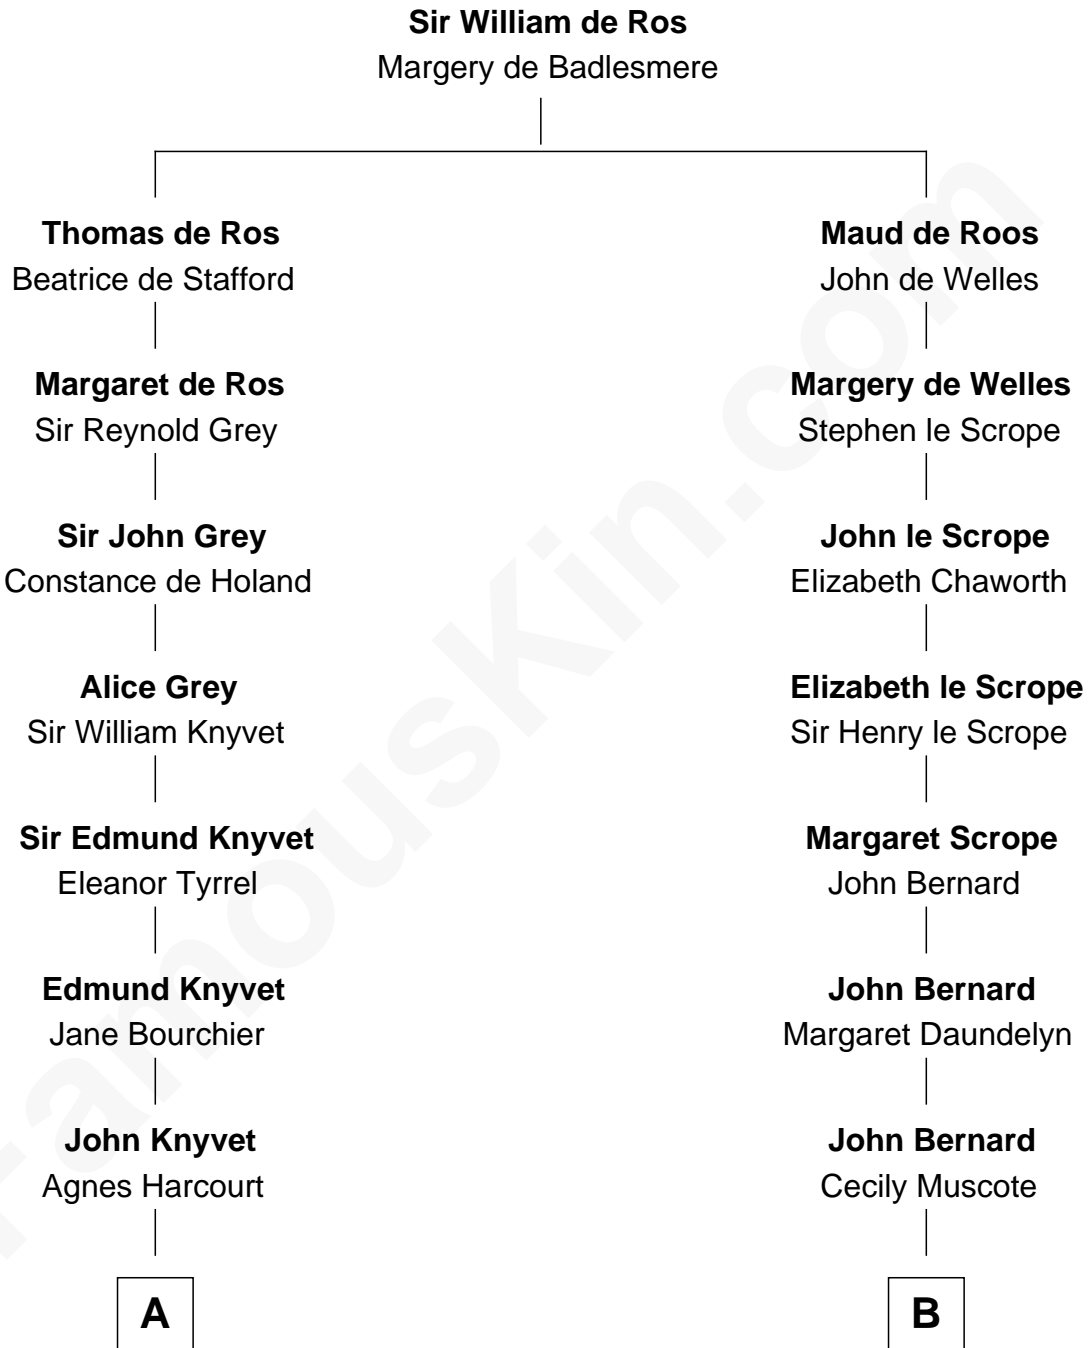 Sir William de Ros
Margery de Badlesmere
Thomas de Ros
Beatrice de Stafford
Margaret de Ros
Sir Reynold Grey
Sir John Grey
Constance de Holand
Alice Grey
Sir William Knyvet
Sir Edmund Knyvet
Eleanor Tyrrel
Edmund Knyvet
Jane Bourchier
John Knyvet
Agnes Harcourt
A
Maud de Roos
John de Welles
Margery de Welles
Stephen le Scrope
John le Scrope
Elizabeth Chaworth
Elizabeth le Scrope
Sir Henry le Scrope
Margaret Scrope
John Bernard
John Bernard
Margaret Daundelyn
John Bernard
Cecily Muscote
B
FamousKin.com